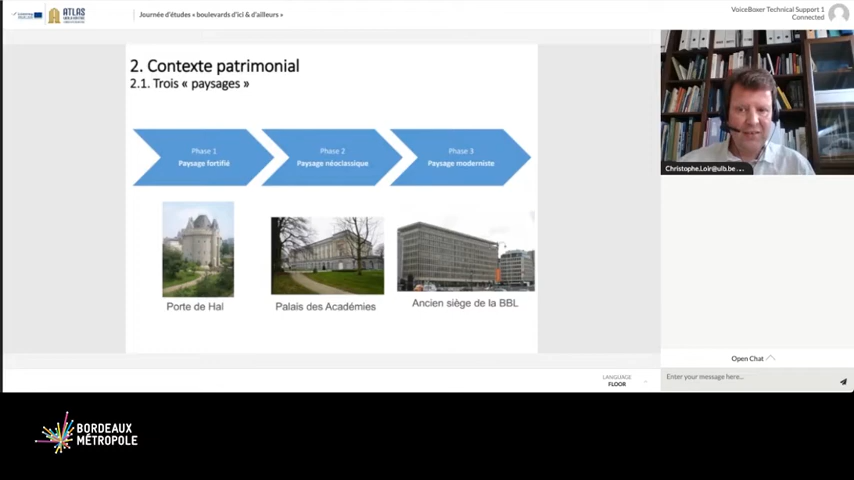 ATLAS
Journée d'études « boulevards d'ici & d'ailleurs »
VoiceBoxer Technical Support 1
Connected
2. Contexte patrimonial
2.1. Trois « paysages »
Phase 1
Paysage fortifié
Phase 2
Paysage néoclassique
Phase 3
Paysage moderniste
Porte de Hal
Palais des Académies
Ancien siège de la BBL
Christophe.Loir@ulb.be ...
Open Chat
LANGUAGE
FLOOR
Enter your message here...
BORDEAUX
MÉTROPOLE